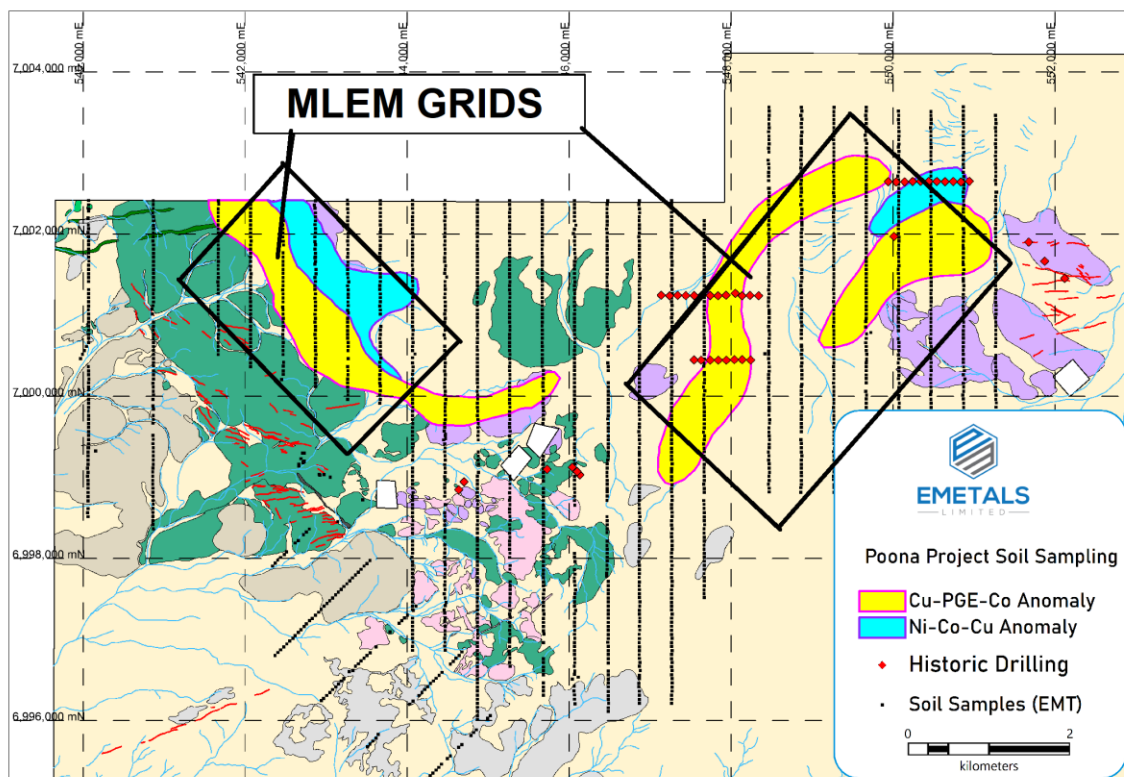 540,000 mE
542,000 mE
544,000 mE
546,000 mE
548,000 mE
550,000 mE
552,000 mE
7,004,000 mN
MLEM GRIDS
7,002,000 mN
7,000,000 mN
6,998,000 mN
6,996,000 mN
EMETALS
LIMITED
Poona Project Soil Sampling
Cu-PGE-Co Anomaly
Ni-Co-Cu Anomaly
Historic Drilling
Soil Samples (EMT)
0 2
kilometers